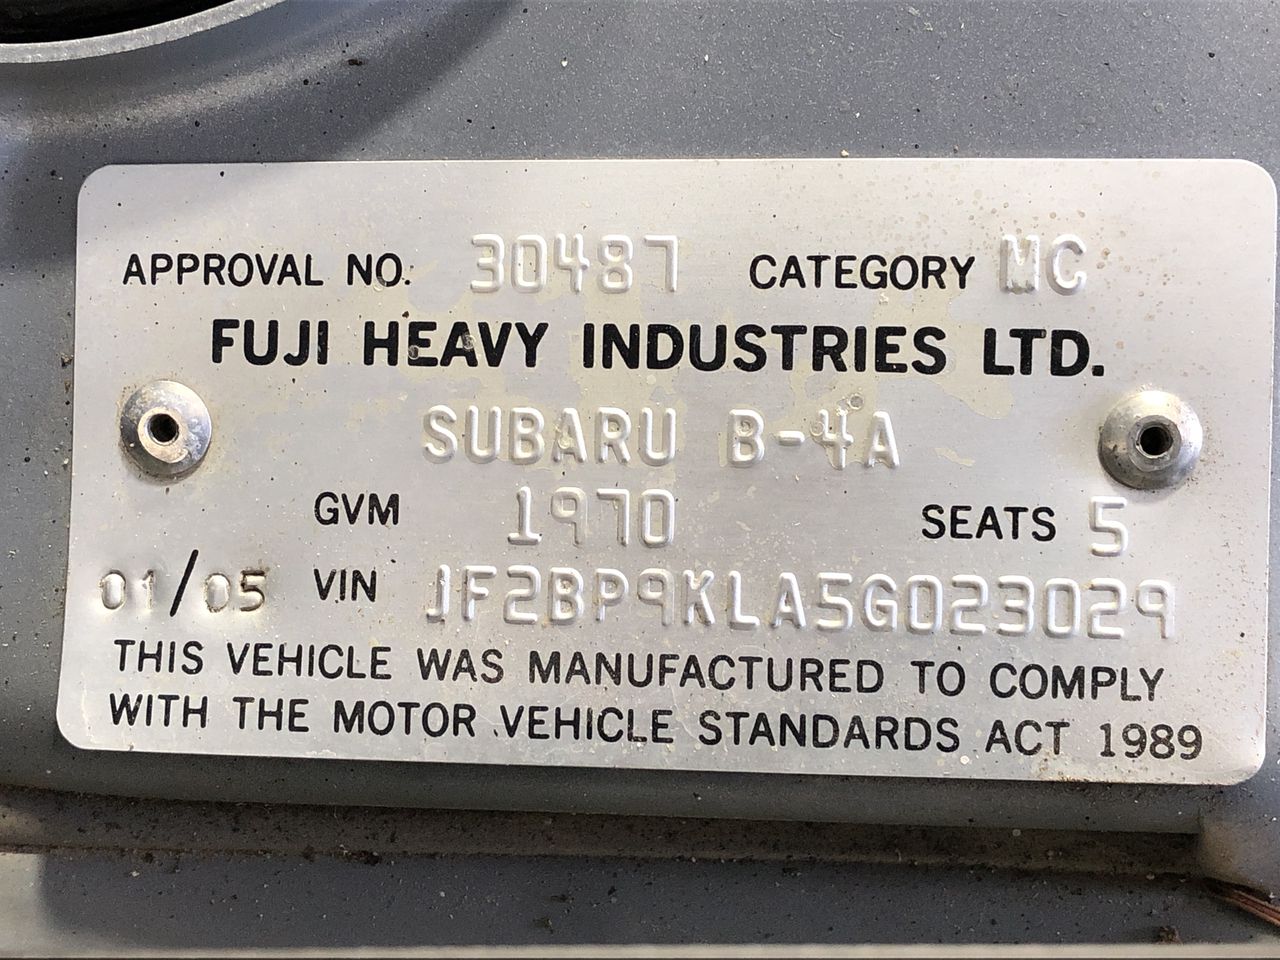 APPROVAL NO. 30487 CATEGORY MC
FUJI HEAVY INDUSTRIES LTD.
SUBARU B-4A
GVM 1970 SEATS 5
01/05 VIN JF2BP9KLA5G023029
THIS VEHICLE WAS MANUFACTURED TO COMPLY
WITH THE MOTOR VEHICLE STANDARDS ACT 1989